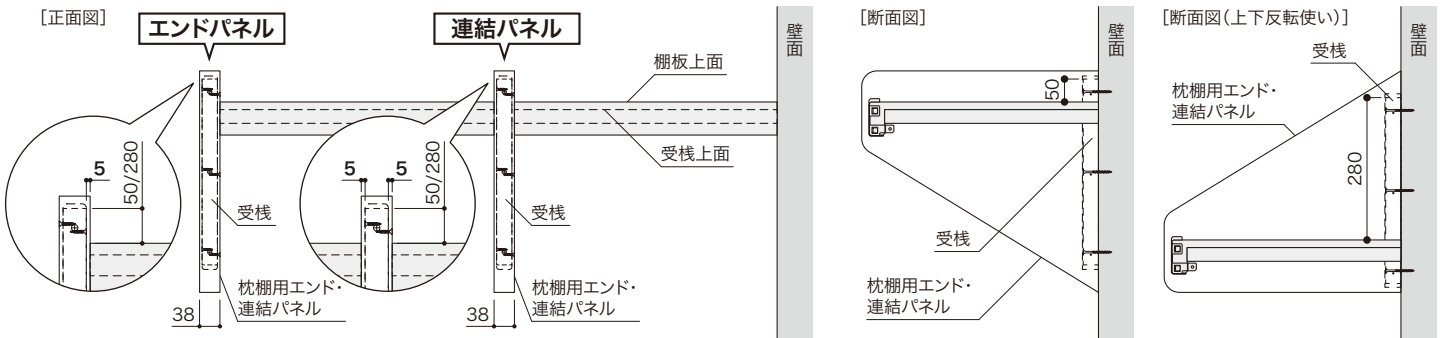 [正面図]
エンドパネル
連結パネル
壁面
棚板上面
受桟上面
5
50/280
5
5
50/280
受桟
受桟
枕棚用エンド・
連結パネル
枕棚用エンド・
連結パネル
38
38
[断面図]
壁面
50
受桟
枕棚用エンド・
連結パネル
[断面図(上下反転使い)]
壁面
受桟
枕棚用エンド・
連結パネル
280